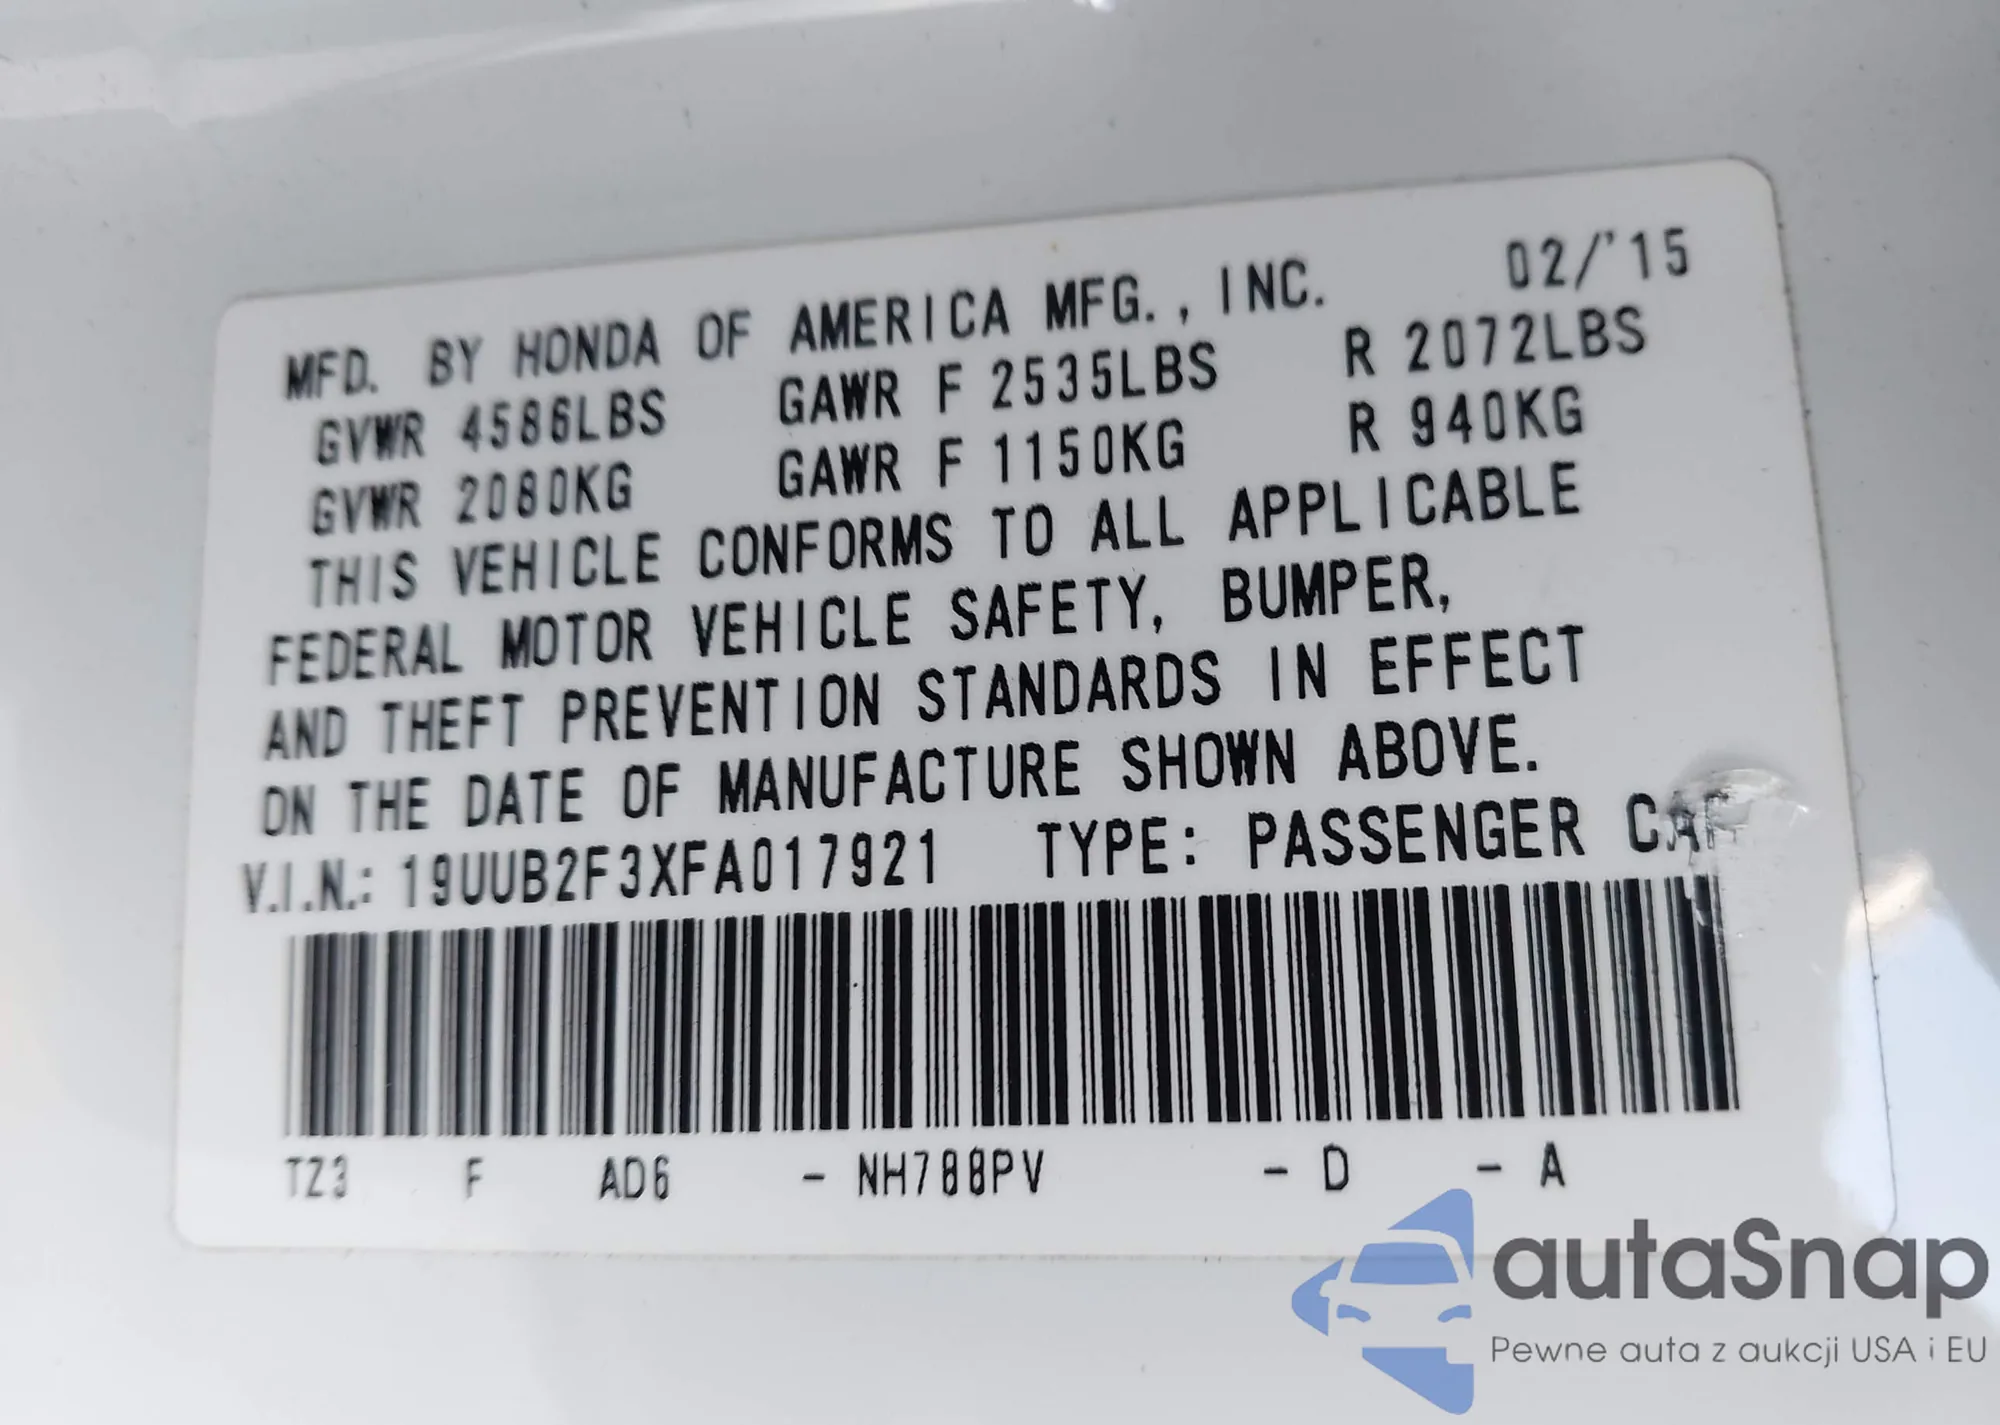 MFD. BY HONDA OF AMERICA MFG., INC. 02/'15
GVWR 4586LBS GAWR F 2535LBS R 2072LBS
GVWR 2080KG GAWR F 1150KG R 940KG
THIS VEHICLE CONFORMS TO ALL APPLICABLE
FEDERAL MOTOR VEHICLE SAFETY, BUMPER,
AND THEFT PREVENTION STANDARDS IN EFFECT
ON THE DATE OF MANUFACTURE SHOWN ABOVE.
V.I.N.: 19UUB2F3XFA017921 TYPE: PASSENGER CAR
TZ3 F AD6 - NH788PV - D - A
autaSnap
Pewne auta z aukcji USA i EU